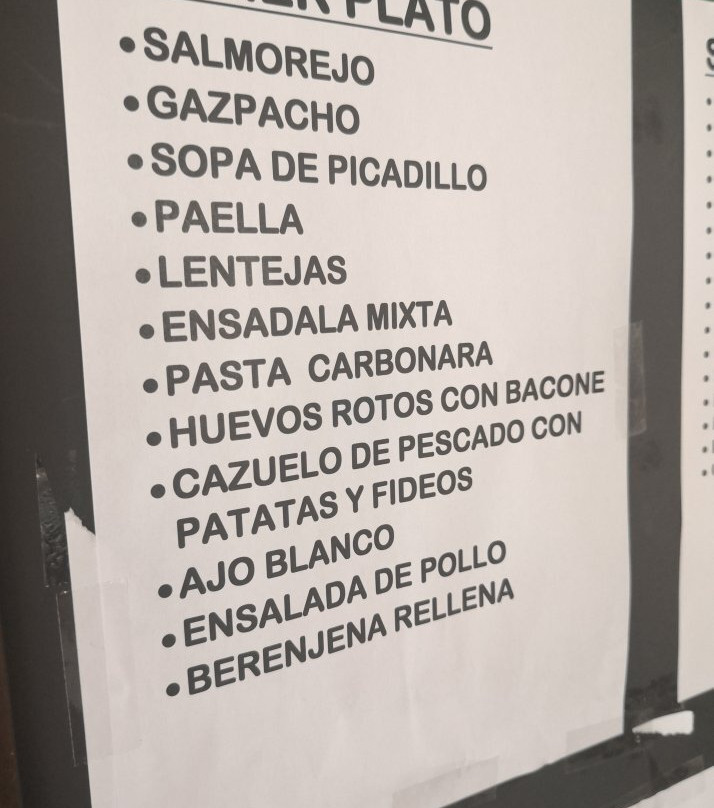 PLATO
• SALMOREJO
• GAZPACHO
• SOPA DE PICADILLO
• PAELLA
• LENTEJAS
• ENSADALA MIXTA
• PASTA CARBONARA
• HUEVOS ROTOS CON BACONE
• CAZUELO DE PESCADO CON
PATATAS Y FIDEOS
• AJO BLANCO
• ENSALADA DE POLLO
• BERENJENA RELLENA